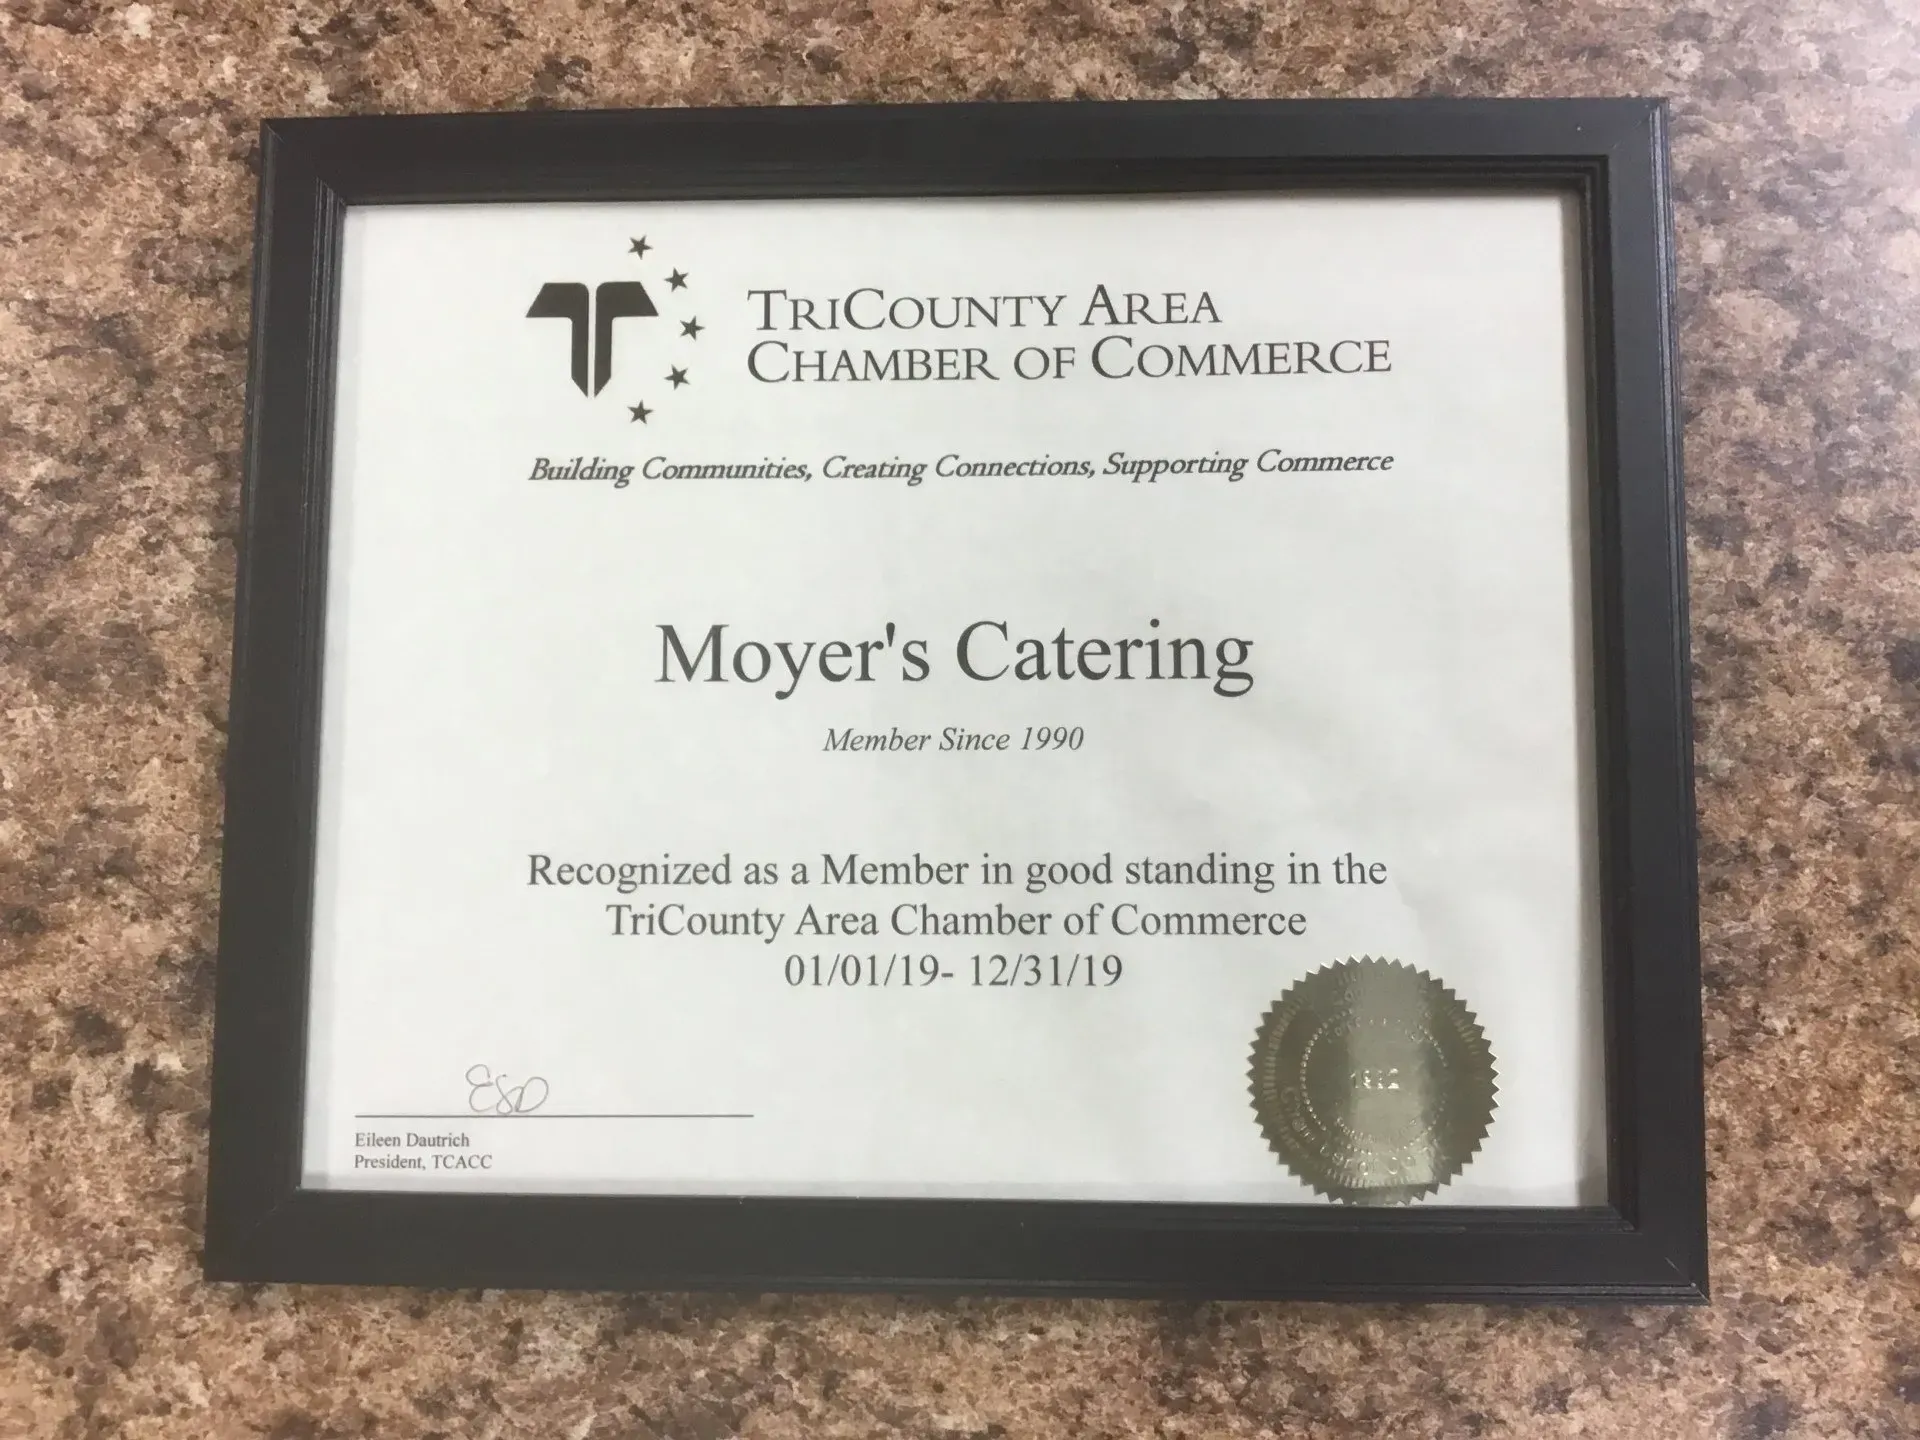 TRICOUNTY AREA
CHAMBER OF COMMERCE
Building Communities, Creating Connections, Supporting Commerce
Moyer's Catering
Member Since 1990
Recognized as a Member in good standing in the
TriCounty Area Chamber of Commerce
01/01/19- 12/31/19
ESD
Eileen Dautrich
President, TCACC